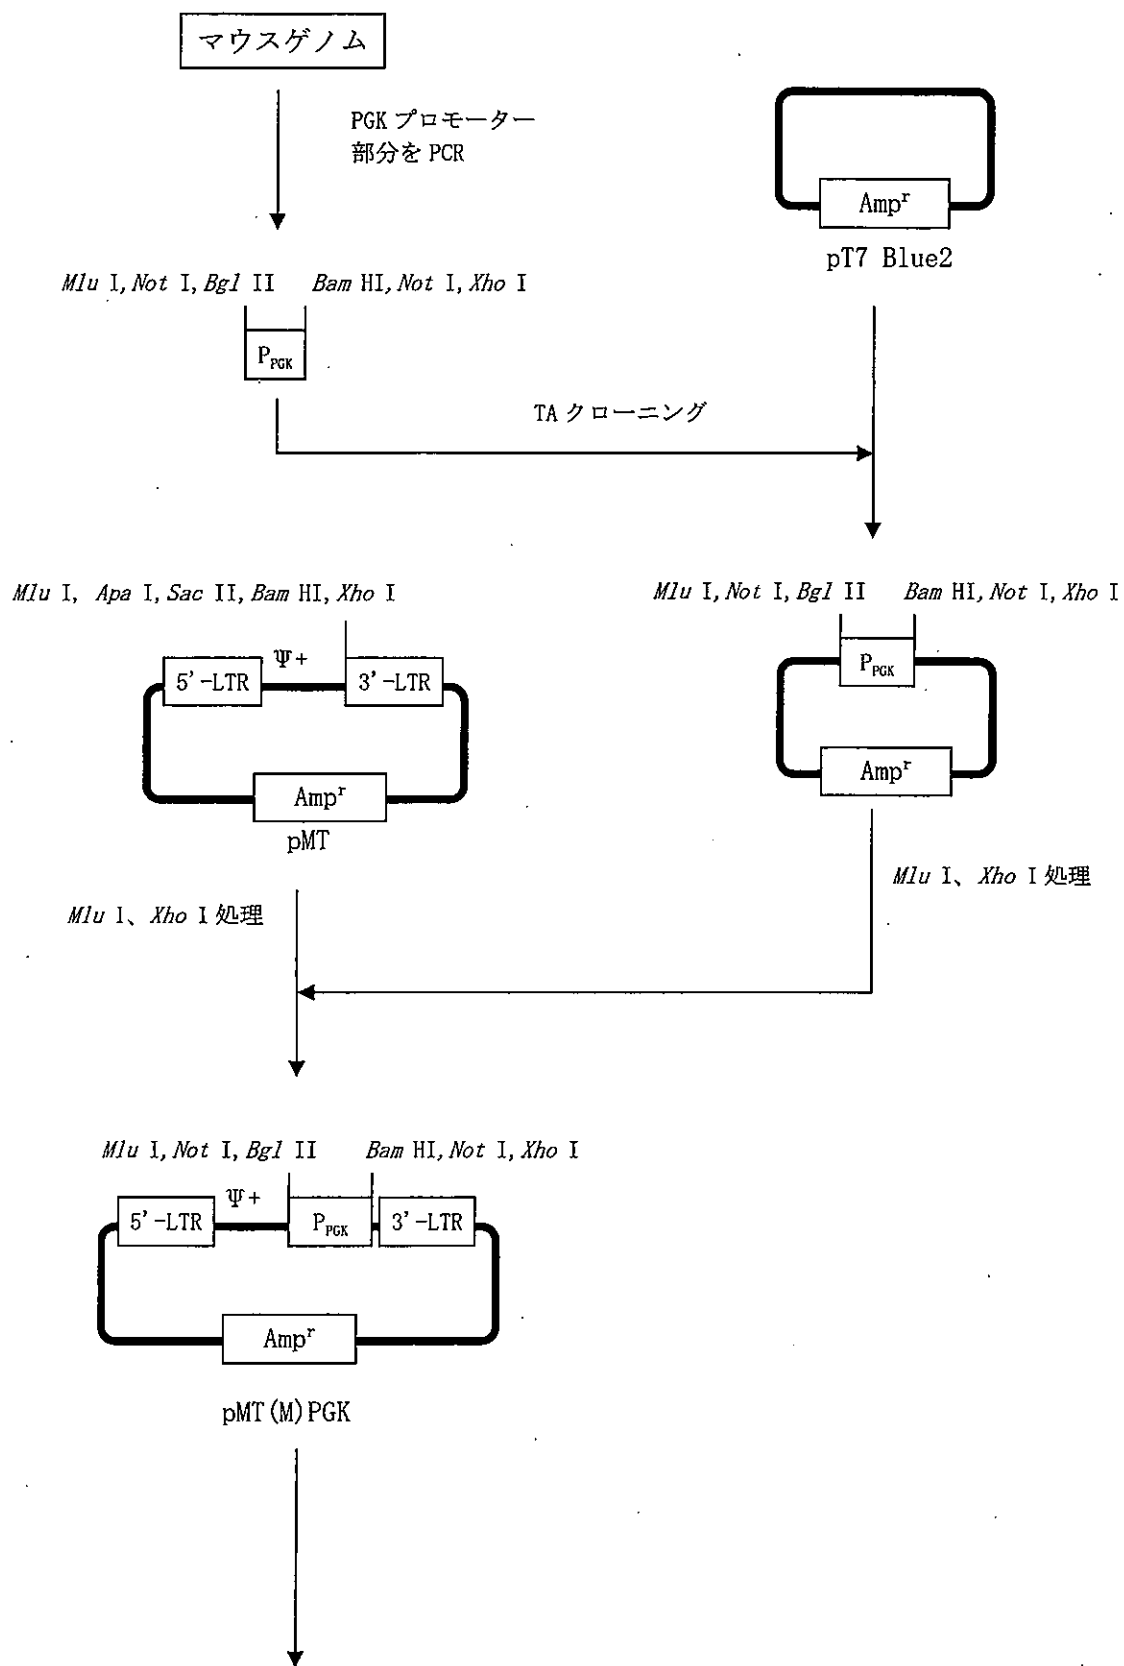 マウスゲノム
PGK プロモーター
部分を PCR
Ampʳ
pT7 Blue2
Mlu I, Not I, Bgl II
Bam HI, Not I, Xho I
P_PGK
TA クローニング
Mlu I, Apa I, Sac II, Bam HI, Xho I
Ψ+
5'-LTR
3'-LTR
Ampʳ
pMT
Mlu I, Not I, Bgl II
Bam HI, Not I, Xho I
P_PGK
Ampʳ
Mlu I、Xho I 処理
Mlu I、Xho I 処理
Mlu I, Not I, Bgl II
Bam HI, Not I, Xho I
Ψ+
5'-LTR
P_PGK
3'-LTR
Ampʳ
pMT(M)PGK